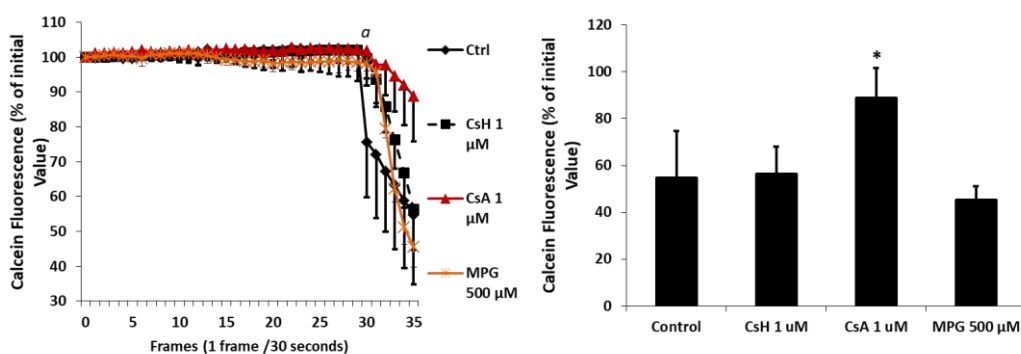 Calcein Fluorescence (% of initial
Value)
110
100
90
80
70
60
50
40
30
a
0
5
10
15
20
25
30
35
Frames (1 frame /30 seconds)
Ctrl
CsH 1
µM
CsA 1
µM
MPG
500 µM
Calcein Fluorescence (% of initial
Value)
120
100
80
60
40
20
0
*
Control
CsH 1 uM
CsA 1 uM
MPG 500 µM